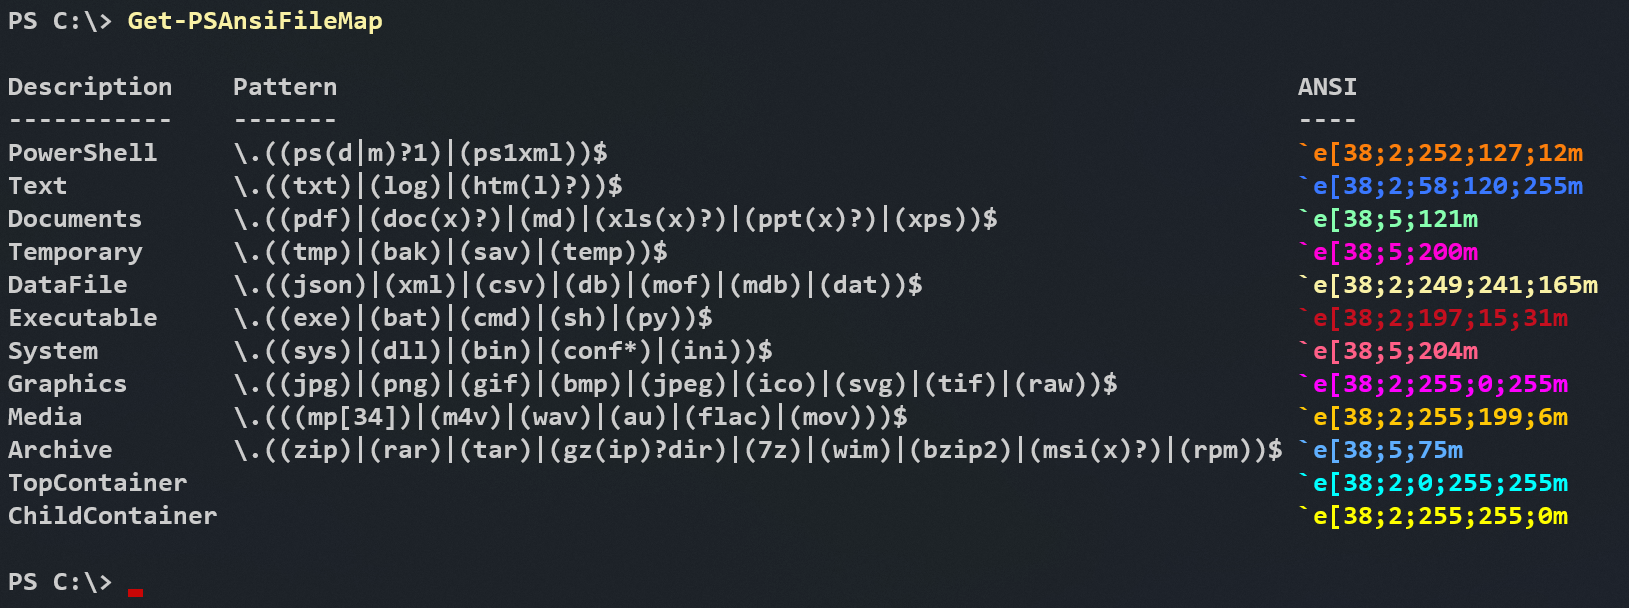 PS C:\> Get-PSAnsiFileMap
Description    Pattern                                                                ANSI
-----------    -------                                                                ----
PowerShell     \.((ps(d|m)?1)|(ps1xml))$                                              `e[38;2;252;127;12m
Text           \.((txt)|(log)|(htm(l)?))$                                             `e[38;2;58;120;255m
Documents      \.((pdf)|(doc(x)?)|(md)|(xls(x)?)|(ppt(x)?)|(xps))$                    `e[38;5;121m
Temporary      \.((tmp)|(bak)|(sav)|(temp))$                                          `e[38;5;200m
DataFile       \.((json)|(xml)|(csv)|(db)|(mof)|(mdb)|(dat))$                         `e[38;2;249;241;165m
Executable     \.((exe)|(bat)|(cmd)|(sh)|(py))$                                       `e[38;2;197;15;31m
System         \.((sys)|(dll)|(bin)|(conf*)|(ini))$                                   `e[38;5;204m
Graphics       \.((jpg)|(png)|(gif)|(bmp)|(jpeg)|(ico)|(svg)|(tif)|(raw))$            `e[38;2;255;0;255m
Media          \.(((mp[34])|(m4v)|(wav)|(au)|(flac)|(mov)))$                          `e[38;2;255;199;6m
Archive        \.((zip)|(rar)|(tar)|(gz(ip)?dir)|(7z)|(wim)|(bzip2)|(msi(x)?)|(rpm))$ `e[38;5;75m
TopContainer                                                                          `e[38;2;0;255;255m
ChildContainer                                                                        `e[38;2;255;255;0m
PS C:\>